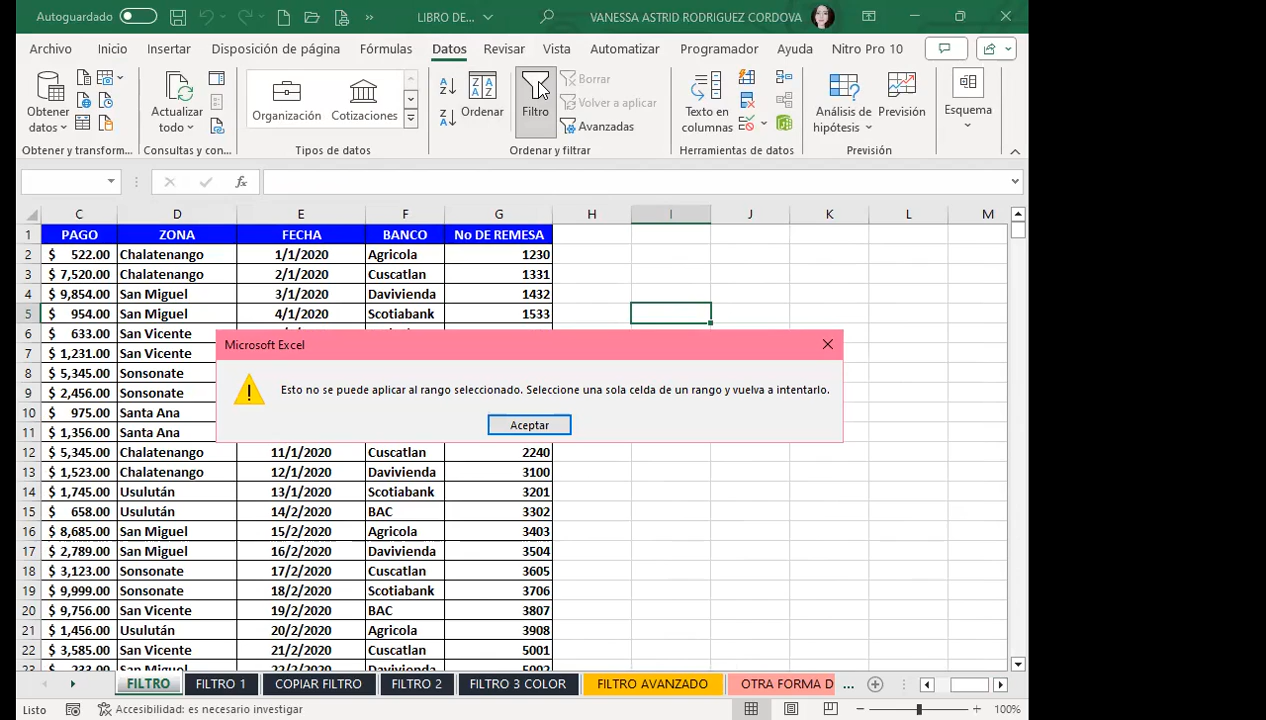 Autoguardado LIBRO DE... VANESSA ASTRID RODRIGUEZ CORDOVA
Archivo Inicio Insertar Disposición de página Fórmulas Datos Revisar Vista Automatizar Programador Ayuda Nitro Pro 10
Obtener datos
Actualizar todo
Organización Cotizaciones
Ordenar
Filtro
Borrar
Volver a aplicar
Avanzadas
Texto en columnas
Análisis de hipótesis
Previsión
Esquema
Obtener y transform... Consultas y con... Tipos de datos Ordenar y filtrar Herramientas de datos Previsión
fx
C D E F G H I J K L M
1 PAGO ZONA FECHA BANCO No DE REMESA
2 $ 522.00 Chalatenango 1/1/2020 Agricola 1230
3 $ 7,520.00 Chalatenango 2/1/2020 Cuscatlan 1331
4 $ 9,854.00 San Miguel 3/1/2020 Davivienda 1432
5 $ 954.00 San Miguel 4/1/2020 Scotiabank 1533
6 $ 633.00 San Vicente
7 $ 1,231.00 San Vicente
8 $ 5,345.00 Sonsonate
9 $ 2,456.00 Sonsonate
10 $ 975.00 Santa Ana
11 $ 1,356.00 Santa Ana
Microsoft Excel
Esto no se puede aplicar al rango seleccionado. Seleccione una sola celda de un rango y vuelva a intentarlo.
Aceptar
12 $ 5,345.00 Chalatenango 11/1/2020 Cuscatlan 2240
13 $ 1,523.00 Chalatenango 12/1/2020 Davivienda 3100
14 $ 1,745.00 Usulután 13/1/2020 Scotiabank 3201
15 $ 658.00 Usulután 14/2/2020 BAC 3302
16 $ 8,685.00 San Miguel 15/2/2020 Agricola 3403
17 $ 2,789.00 San Miguel 16/2/2020 Davivienda 3504
18 $ 3,123.00 Sonsonate 17/2/2020 Cuscatlan 3605
19 $ 9,999.00 Sonsonate 18/2/2020 Scotiabank 3706
20 $ 9,756.00 San Vicente 19/2/2020 BAC 3807
21 $ 1,456.00 Usulután 20/2/2020 Agricola 3908
22 $ 3,585.00 San Vicente 21/2/2020 Cuscatlan 5001
23 $ 233.00 San Miguel 22/2/2020 Davivienda 5002
FILTRO FILTRO 1 COPIAR FILTRO FILTRO 2 FILTRO 3 COLOR FILTRO AVANZADO OTRA FORMA D ...
Listo Accesibilidad: es necesario investigar 100%